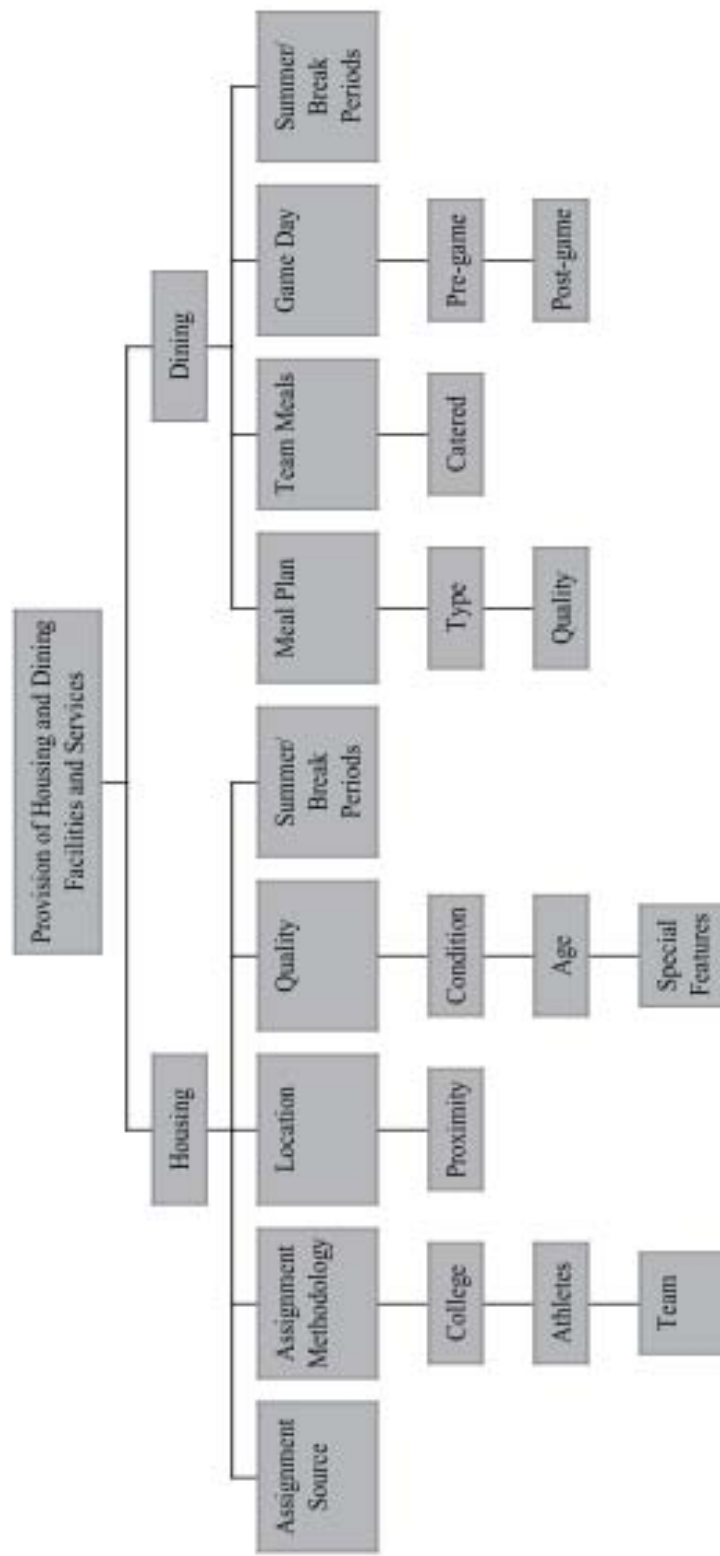 Provision of Housing and Dining
Facilities and Services
Housing
Dining
Assignment
Source
Assignment
Methodology
Location
Quality
Summer/
Break
Periods
Meal Plan
Team Meals
Game Day
Summer/
Break
Periods
College
Proximity
Condition
Type
Catered
Pre-game
Athletes
Age
Quality
Post-game
Team
Special
Features